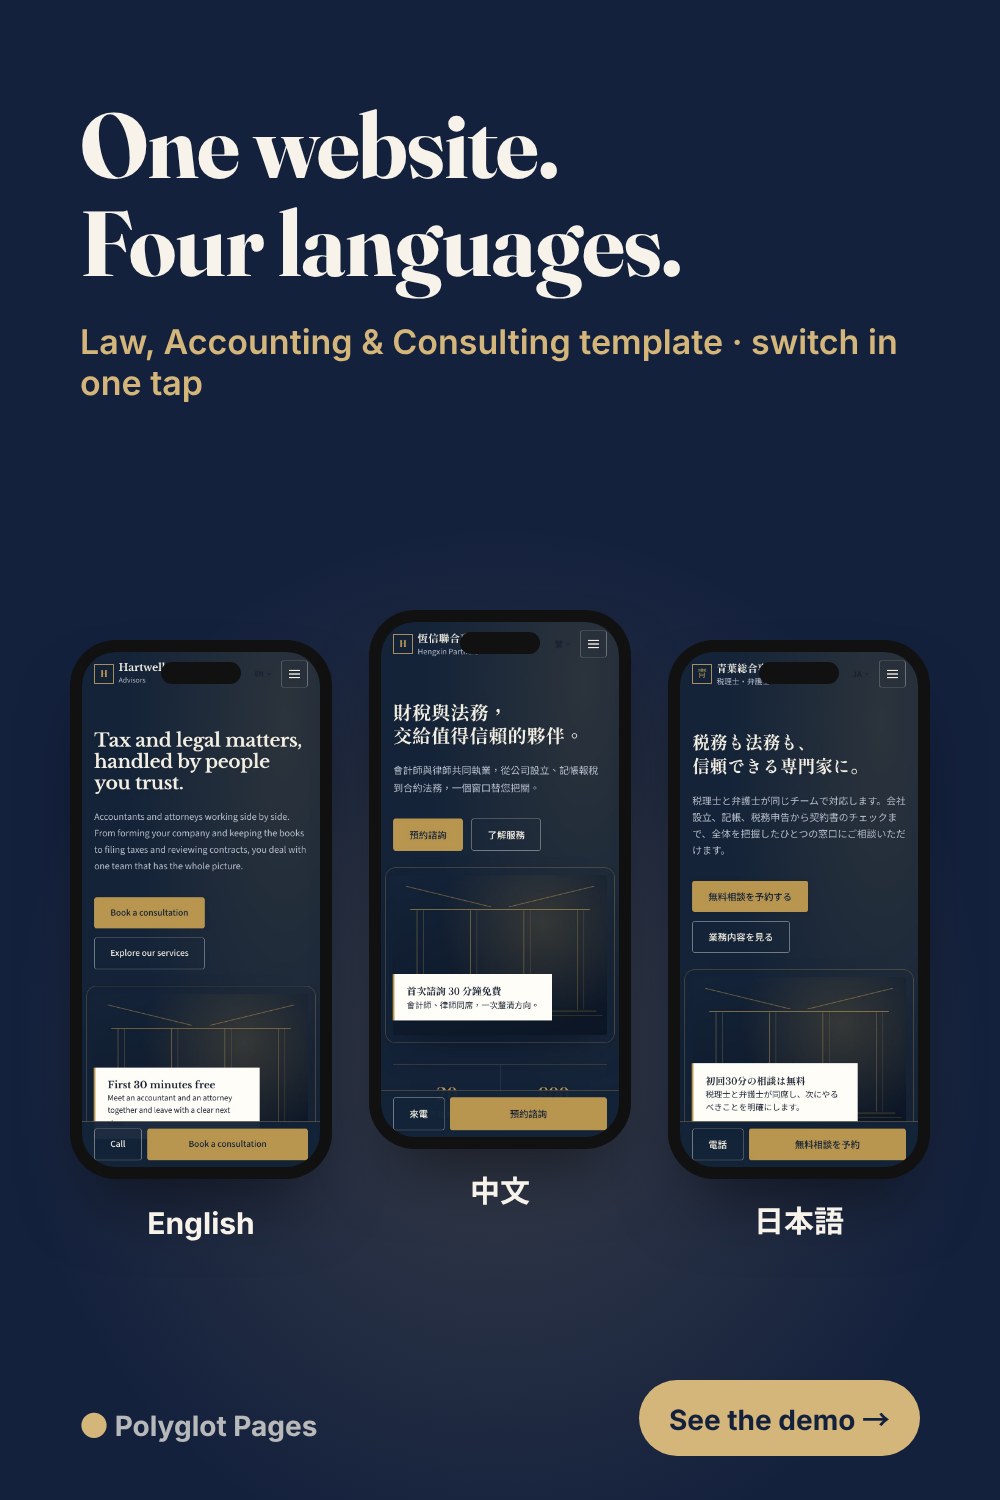 One website.
Four languages.
Law, Accounting & Consulting template · switch in
one tap
H
Hartwell
Advisors
Tax and legal matters,
handled by people
you trust.
Accountants and attorneys working side by side.
From forming your company and keeping the books
to filing taxes and reviewing contracts, you deal with
one team that has the whole picture.
Book a consultation
Explore our services
First 30 minutes free
Meet an accountant and an attorney
together and leave with a clear next
Call
Book a consultation
English
H
恆信聯合
Hengxin
財稅與法務，
交給值得信賴的夥伴。
會計師與律師共同執業，從公司設立、記帳報稅
到合約法務，一個窗口替您把關。
預約諮詢
了解服務
首次諮詢 30 分鐘免費
會計師、律師同席，一次釐清方向。
來電
預約諮詢
中文
青葉総合
税理士・弁護士
税務も法務も、
信頼できる専門家に。
税理士と弁護士が同じチームで対応します。会社
設立、記帳、税務申告から契約書のチェックま
で、全体を把握したひとつの窓口にご相談いただ
けます。
無料相談を予約する
業務内容を見る
初回30分の相談は無料
税理士と弁護士が同席し、次にやる
べきことを明確にします。
電話
無料相談を予約
日本語
Polyglot Pages
See the demo →